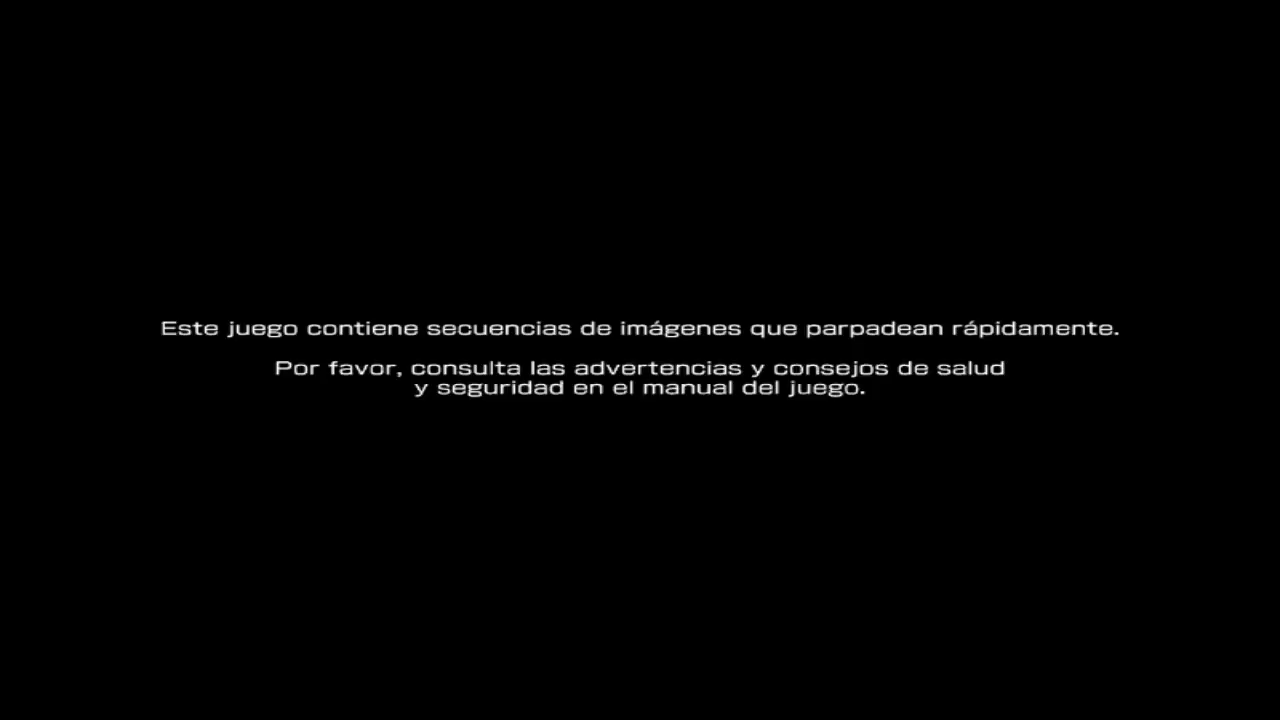 Este juego contiene secuencias de imágenes que parpadean rápidamente.
Por favor, consulta las advertencias y consejos de salud
y seguridad en el manual del juego.